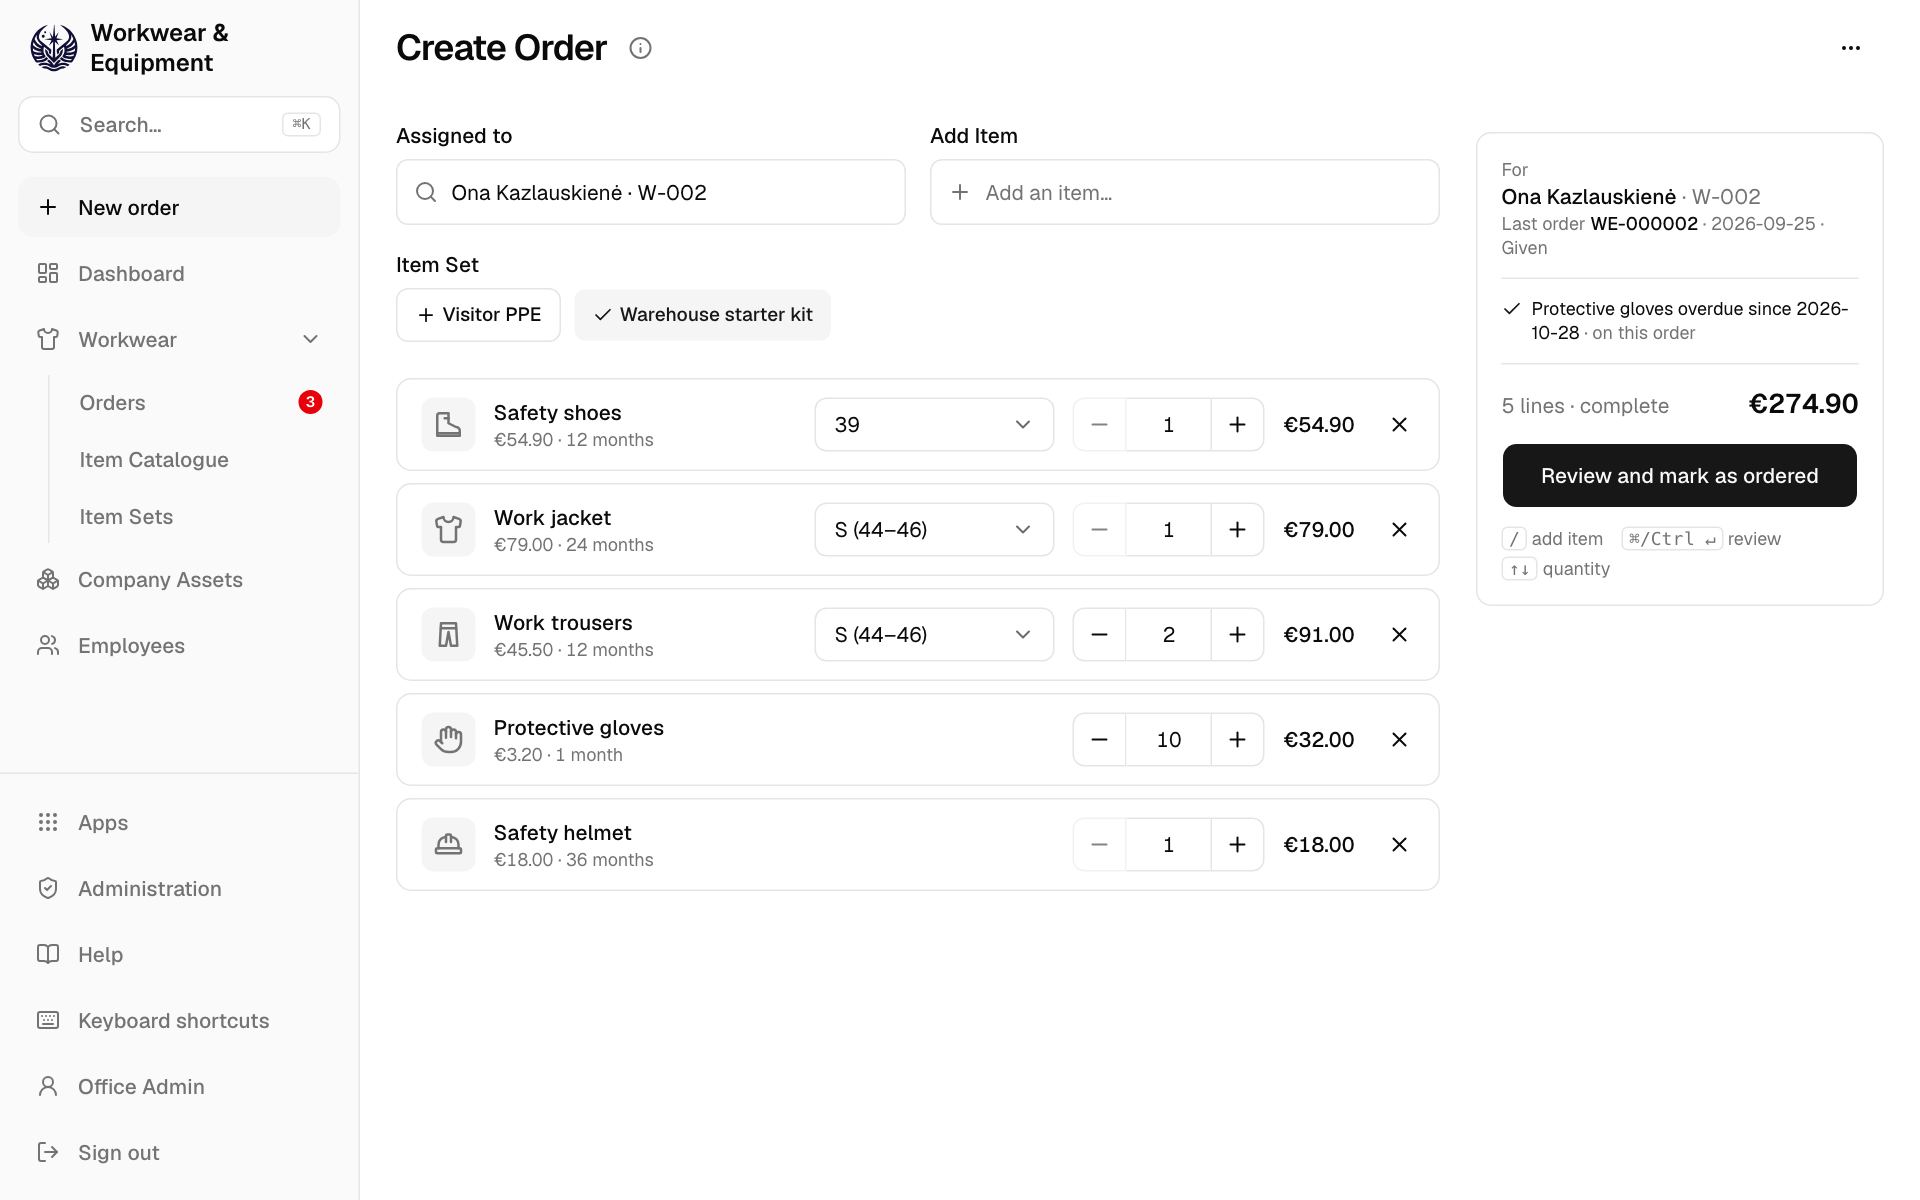 Workwear &
Equipment
Search...
⌘K
New order
Dashboard
Workwear
Orders
3
Item Catalogue
Item Sets
Company Assets
Employees
Apps
Administration
Help
Keyboard shortcuts
Office Admin
Sign out
Create Order
Assigned to
Ona Kazlauskienė · W-002
Add Item
Add an item...
Item Set
Visitor PPE
Warehouse starter kit
Safety shoes
€54.90 · 12 months
39
1
€54.90
Work jacket
€79.00 · 24 months
S (44–46)
1
€79.00
Work trousers
€45.50 · 12 months
S (44–46)
2
€91.00
Protective gloves
€3.20 · 1 month
10
€32.00
Safety helmet
€18.00 · 36 months
1
€18.00
For
Ona Kazlauskienė · W-002
Last order WE-000002 · 2026-09-25 ·
Given
Protective gloves overdue since 2026-
10-28 · on this order
5 lines · complete
€274.90
Review and mark as ordered
/ add item ⌘/Ctrl ↵ review
↑↓ quantity